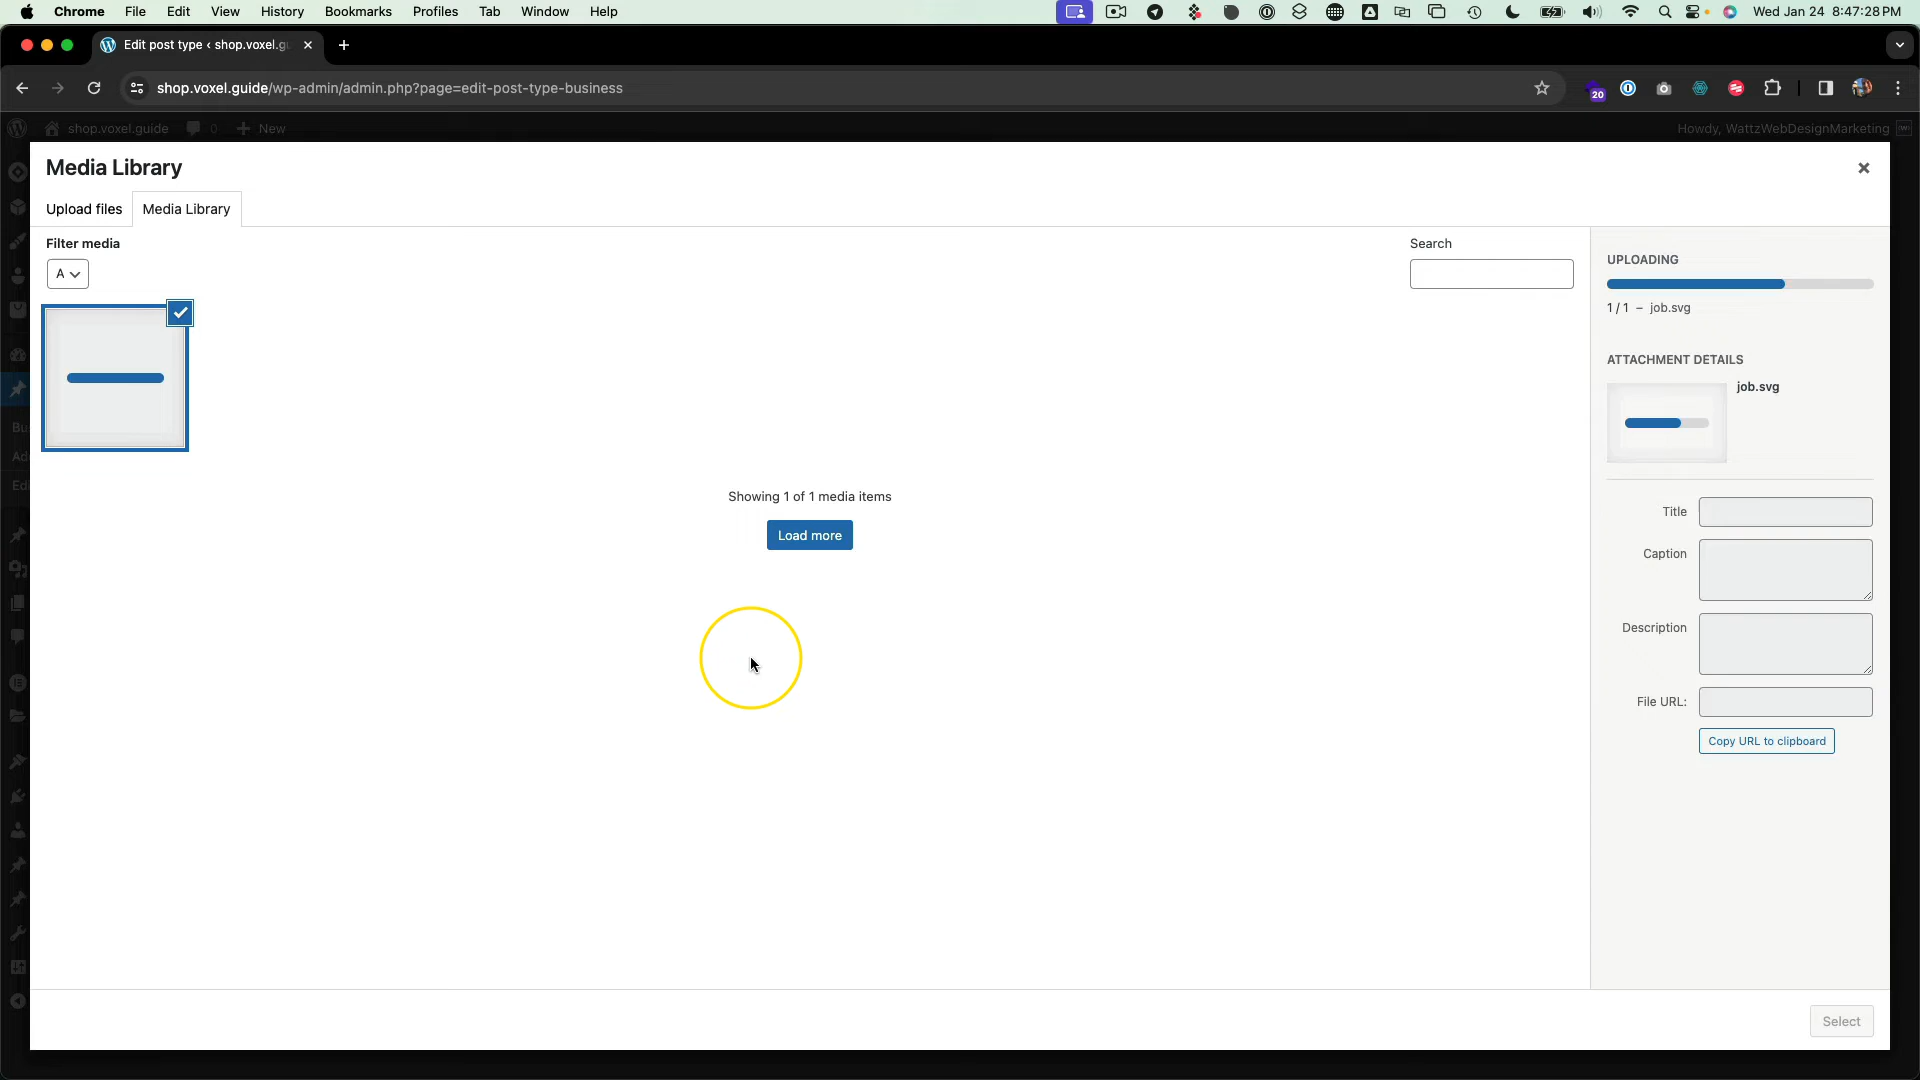 Chrome File Edit View History Bookmarks Profiles Tab Window Help
Wed Jan 24 8:47:28 PM
Edit post type ‹ shop.voxel.g
shop.voxel.guide/wp-admin/admin.php?page=edit-post-type-business
20
shop.voxel.guide 0 New
Howdy, WattzWebDesignMarketing
Media Library
Upload files
Media Library
Filter media
A
Search
UPLOADING
1 / 1 – job.svg
ATTACHMENT DETAILS
job.svg
Showing 1 of 1 media items
Load more
Title
Caption
Description
File URL:
Copy URL to clipboard
Select